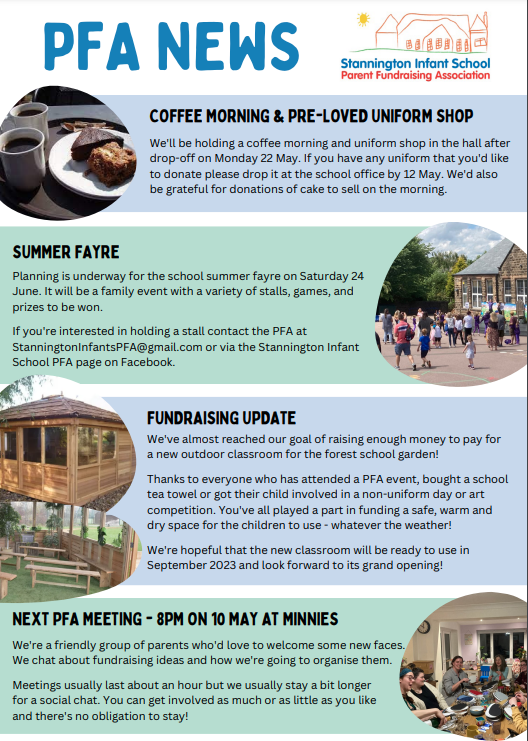 PFA NEWS
Stannington Infant School
Parent Fundraising Association
COFFEE MORNING & PRE-LOVED UNIFORM SHOP
We'll be holding a coffee morning and uniform shop in the hall after
drop-off on Monday 22 May. If you have any uniform that you'd like
to donate please drop it at the school office by 12 May. We'd also
be grateful for donations of cake to sell on the morning.
SUMMER FAYRE
Planning is underway for the school summer fayre on Saturday 24
June. It will be a family event with a variety of stalls, games, and
prizes to be won.
If you're interested in holding a stall contact the PFA at
StanningtonInfantsPFA@gmail.com or via the Stannington Infant
School PFA page on Facebook.
FUNDRAISING UPDATE
We've almost reached our goal of raising enough money to pay for
a new outdoor classroom for the forest school garden!
Thanks to everyone who has attended a PFA event, bought a school
tea towel or got their child involved in a non-uniform day or art
competition. You've all played a part in funding a safe, warm and
dry space for the children to use - whatever the weather!
We're hopeful that the new classroom will be ready to use in
September 2023 and look forward to its grand opening!
NEXT PFA MEETING - 8PM ON 10 MAY AT MINNIES
We're a friendly group of parents who'd love to welcome some new faces.
We chat about fundraising ideas and how we're going to organise them.
Meetings usually last about an hour but we usually stay a bit longer
for a social chat. You can get involved as much or as little as you like
and there's no obligation to stay!